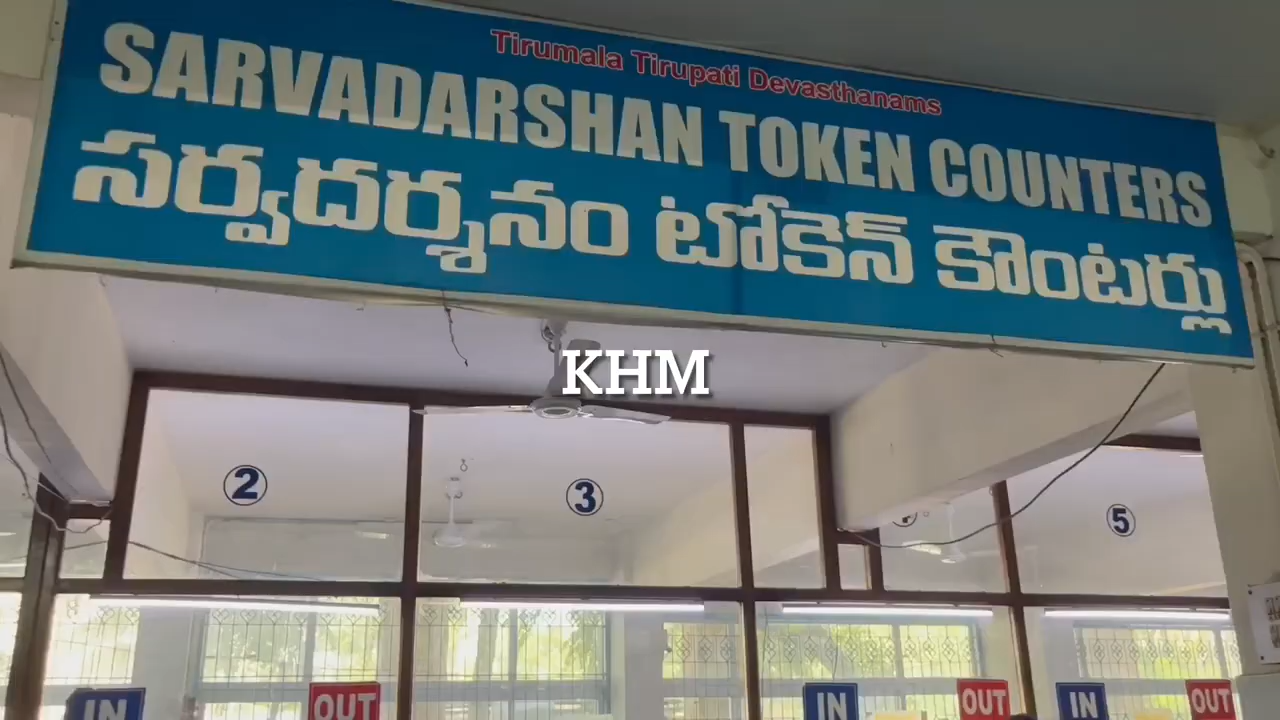 Tirumala Tirupati Devasthanams
SARVADARSHAN TOKEN COUNTERS
సర్వదర్శనం టోకెన్ కౌంటర్లు
KHM
2
3
5
IN
OUT
IN
OUT
IN
OUT